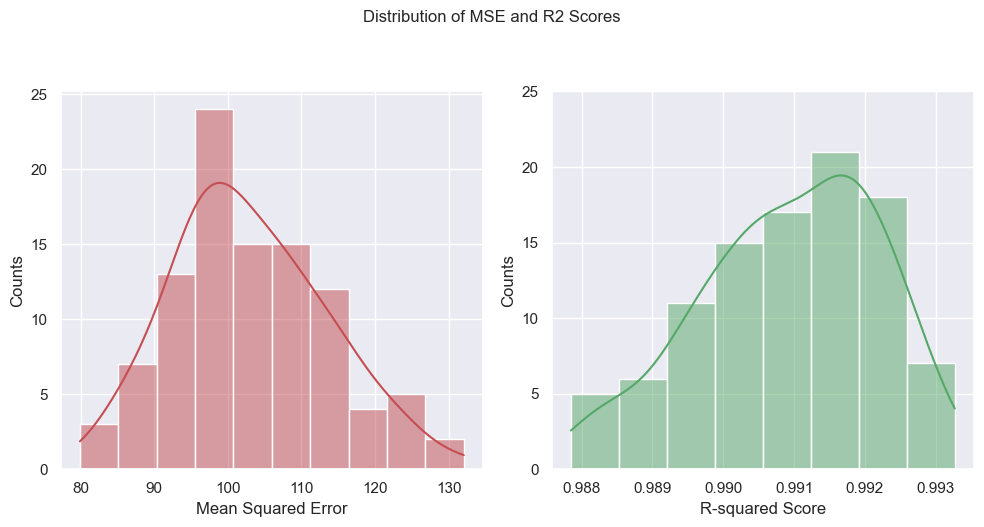 Distribution of MSE and R2 Scores
25
20
15
10
5
0
Counts
80 90 100 110 120 130
Mean Squared Error
25
20
15
10
5
0
Counts
0.988 0.989 0.990 0.991 0.992 0.993
R-squared Score